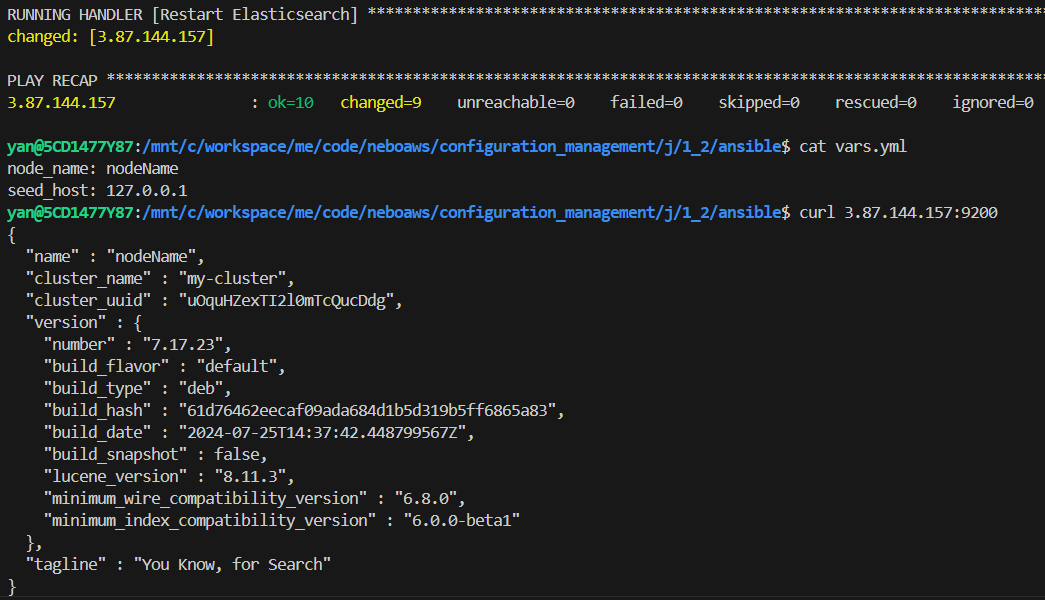 RUNNING HANDLER [Restart Elasticsearch] ***************************************************************************
changed: [3.87.144.157]
PLAY RECAP ********************************************************************************************************
3.87.144.157 : ok=10 changed=9 unreachable=0 failed=0 skipped=0 rescued=0 ignored=0
yan@5CD1477Y87:/mnt/c/workspace/me/code/neboaws/configuration_management/j/1_2/ansible$ cat vars.yml
node_name: nodeName
seed_host: 127.0.0.1
yan@5CD1477Y87:/mnt/c/workspace/me/code/neboaws/configuration_management/j/1_2/ansible$ curl 3.87.144.157:9200
{
  "name" : "nodeName",
  "cluster_name" : "my-cluster",
  "cluster_uuid" : "uOquHZexTI2l0mTcQucDdg",
  "version" : {
    "number" : "7.17.23",
    "build_flavor" : "default",
    "build_type" : "deb",
    "build_hash" : "61d76462eecaf09ada684d1b5d319b5ff6865a83",
    "build_date" : "2024-07-25T14:37:42.448799567Z",
    "build_snapshot" : false,
    "lucene_version" : "8.11.3",
    "minimum_wire_compatibility_version" : "6.8.0",
    "minimum_index_compatibility_version" : "6.0.0-beta1"
  },
  "tagline" : "You Know, for Search"
}